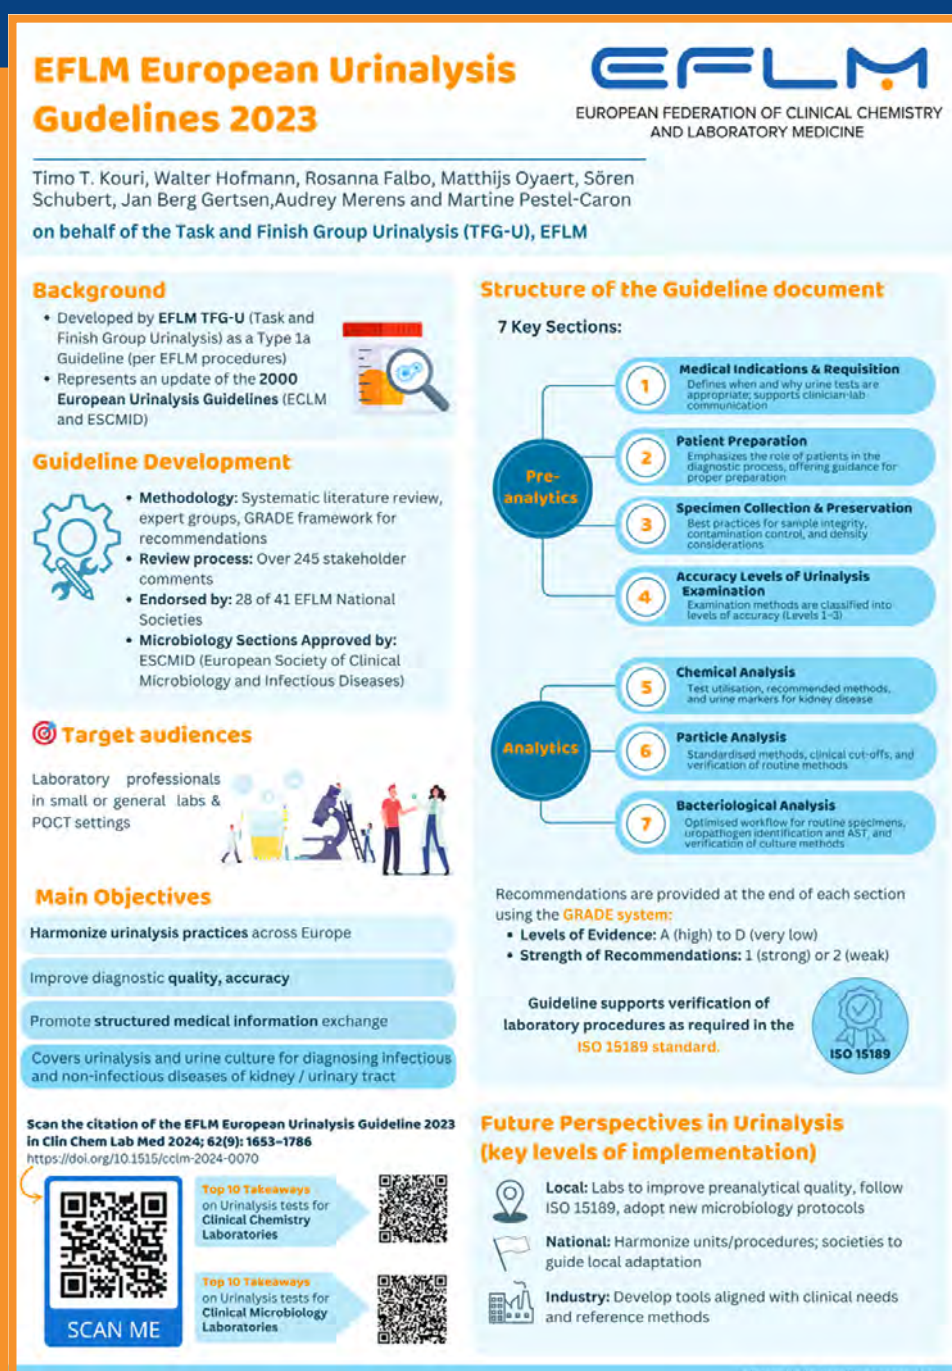 EFLM European Urinalysis
Gudelines 2023
EFLM
EUROPEAN FEDERATION OF CLINICAL CHEMISTRY
AND LABORATORY MEDICINE
Timo T. Kouri, Walter Hofmann, Rosanna Falbo, Matthijs Oyaert, Sören
Schubert, Jan Berg Gertsen,Audrey Merens and Martine Pestel-Caron
on behalf of the Task and Finish Group Urinalysis (TFG-U), EFLM
Background
• Developed by EFLM TFG-U (Task and
Finish Group Urinalysis) as a Type 1a
Guideline (per EFLM procedures)
• Represents an update of the 2000
European Urinalysis Guidelines (ECLM
and ESCMID)
Guideline Development
• Methodology: Systematic literature review,
expert groups, GRADE framework for
recommendations
• Review process: Over 245 stakeholder
comments
• Endorsed by: 28 of 41 EFLM National
Societies
• Microbiology Sections Approved by:
ESCMID (European Society of Clinical
Microbiology and Infectious Diseases)
Target audiences
Laboratory professionals
in small or general labs &
POCT settings
Main Objectives
Harmonize urinalysis practices across Europe
Improve diagnostic quality, accuracy
Promote structured medical information exchange
Covers urinalysis and urine culture for diagnosing infectious
and non-infectious diseases of kidney / urinary tract
Scan the citation of the EFLM European Urinalysis Guideline 2023
in Clin Chem Lab Med 2024; 62(9): 1653–1786
https://doi.org/10.1515/cclm-2024-0070
SCAN ME
Top 10 Takeaways
on Urinalysis tests for
Clinical Chemistry
Laboratories
Top 10 Takeaways
on Urinalysis tests for
Clinical Microbiology
Laboratories
Structure of the Guideline document
7 Key Sections:
Pre-
analytics
1
Medical Indications & Requisition
Defines when and why urine tests are
appropriate; supports clinician-lab
communication
2
Patient Preparation
Emphasizes the role of patients in the
diagnostic process, offering guidance for
proper preparation
3
Specimen Collection & Preservation
Best practices for sample integrity,
contamination control, and density
considerations
4
Accuracy Levels of Urinalysis
Examination
Examination methods are classified into
levels of accuracy (Levels 1–3)
Analytics
5
Chemical Analysis
Test utilisation, recommended methods,
and urine markers for kidney disease
6
Particle Analysis
Standardised methods, clinical cut-offs, and
verification of routine methods
7
Bacteriological Analysis
Optimised workflow for routine specimens,
uropathogen identification and AST, and
verification of culture methods
Recommendations are provided at the end of each section
using the GRADE system:
• Levels of Evidence: A (high) to D (very low)
• Strength of Recommendations: 1 (strong) or 2 (weak)
Guideline supports verification of
laboratory procedures as required in the
ISO 15189 standard.
ISO 15189
Future Perspectives in Urinalysis
(key levels of implementation)
Local: Labs to improve preanalytical quality, follow
ISO 15189, adopt new microbiology protocols
National: Harmonize units/procedures; societies to
guide local adaptation
Industry: Develop tools aligned with clinical needs
and reference methods